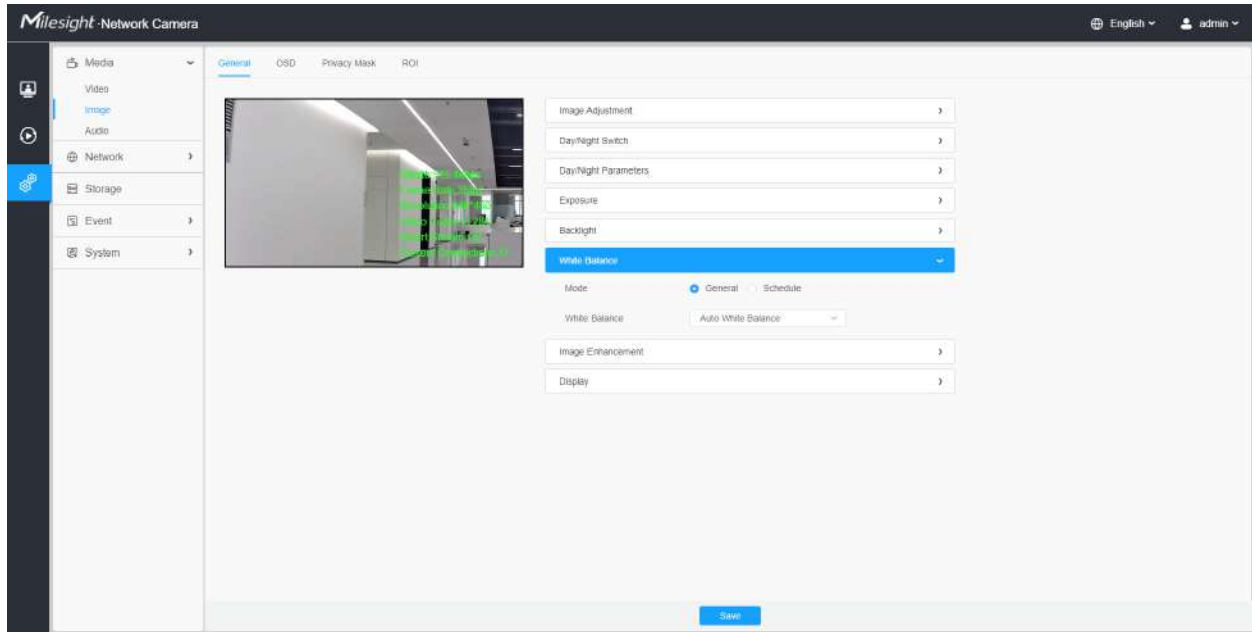 Milesight · Network Camera
English
admin
Media
Video
Image
Audio
Network
Storage
Event
System
General
OSD
Privacy Mask
ROI
Image Adjustment
Day/Night Switch
Day/Night Parameters
Exposure
Backlight
White Balance
Mode
General
Schedule
White Balance
Auto White Balance
Image Enhancement
Display
Save